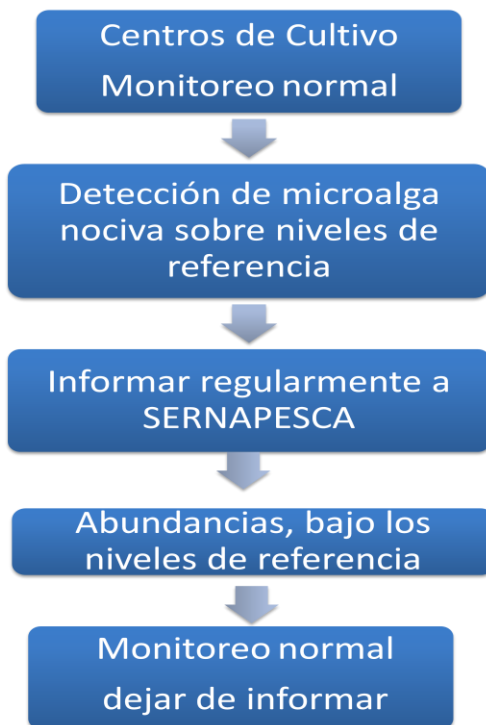 Centros de Cultivo
Monitoreo normal
Detección de microalga
nociva sobre niveles de
referencia
Informar regularmente a
SERNAPESCA
Abundancias, bajo los
niveles de referencia
Monitoreo normal
dejar de informar